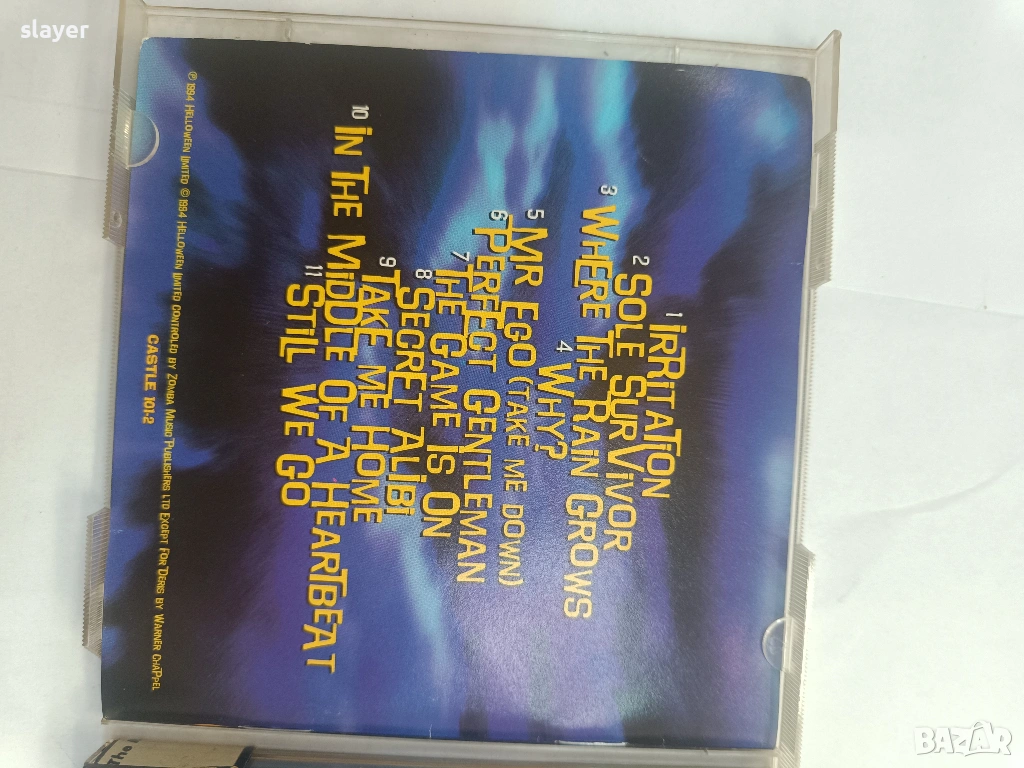 slayer
1 IRRITATION
2 SOLE SURVIVOR
3 WHERE THE RAIN GROWS
4 WHY?
5 MR EGO (TAKE ME DOWN)
6 PERFECT GENTLEMAN
7 THE GAME IS ON
8 SECRET ALIBI
9 TAKE ME HOME
10 IN THE MIDDLE OF A HEARTBEAT
11 STILL WE GO
℗ 1994 HELLOWEEN LIMITED © 1994 HELLOWEEN LIMITED CONTROLED BY ZOMBA MUSIC PUBLISHERS LTD EXCEPT FOR DERIS BY WARNER CHAPPEL
CASTLE 101-2
The
BAZAR